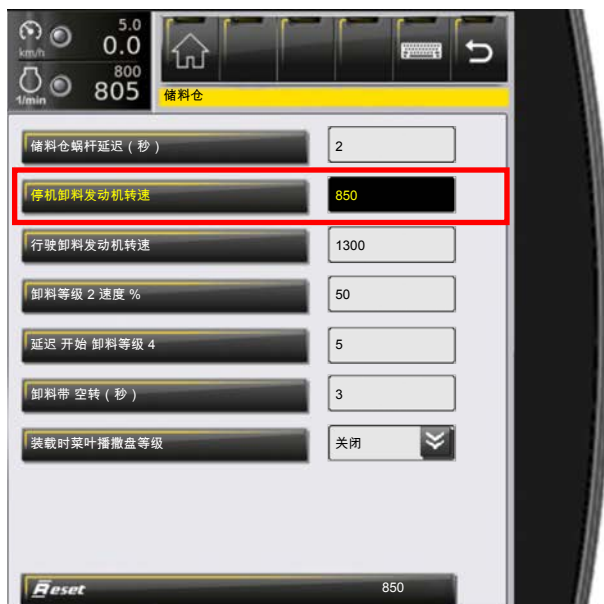 5.0
km/h 0.0
800
1/min 805
储料仓
储料仓蜗杆延迟(秒) 2
停机卸料发动机转速 850
行驶卸料发动机转速 1300
卸料等级 2 速度 % 50
延迟 开始 卸料等级 4 5
卸料带 空转(秒) 3
装载时菜叶播撒盘等级 关闭
Reset 850